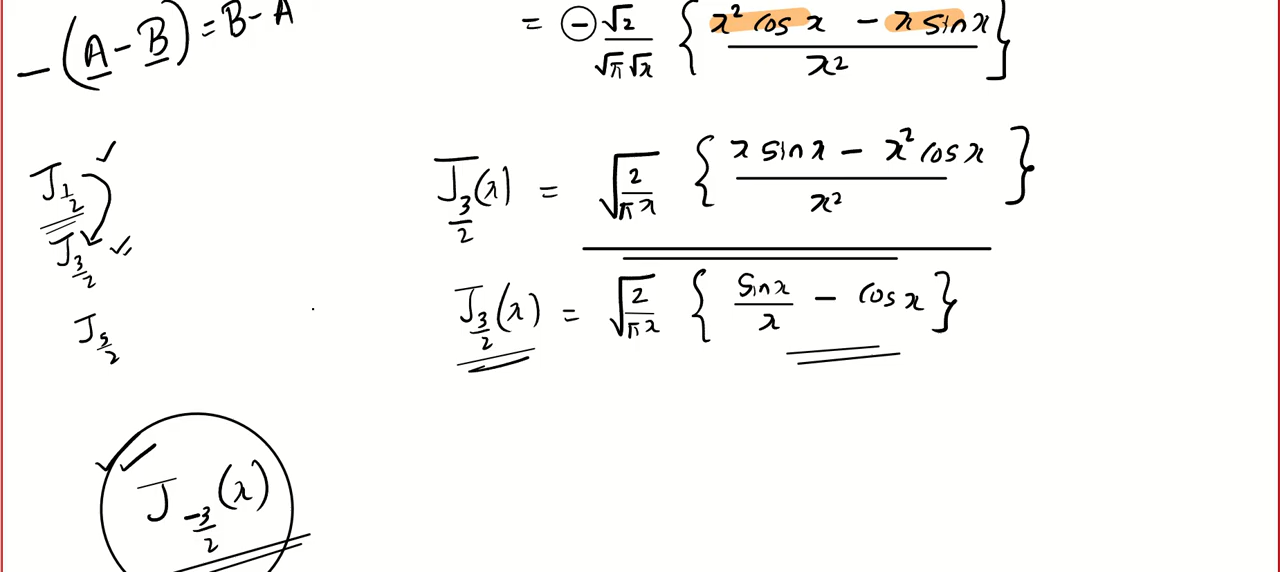 -(A - B) = B - A
= - √2/(√π √x) { (x² cos x - x sin x)/x² }
J_{1/2} ✓
J_{3/2}(x) = √(2/(πx)) { (x sin x - x² cos x)/x² }
J_{3/2} ✓
J_{3/2}(x) = √(2/(πx)) { sin x/x - cos x }
J_{5/2}
J_{-3/2}(x)